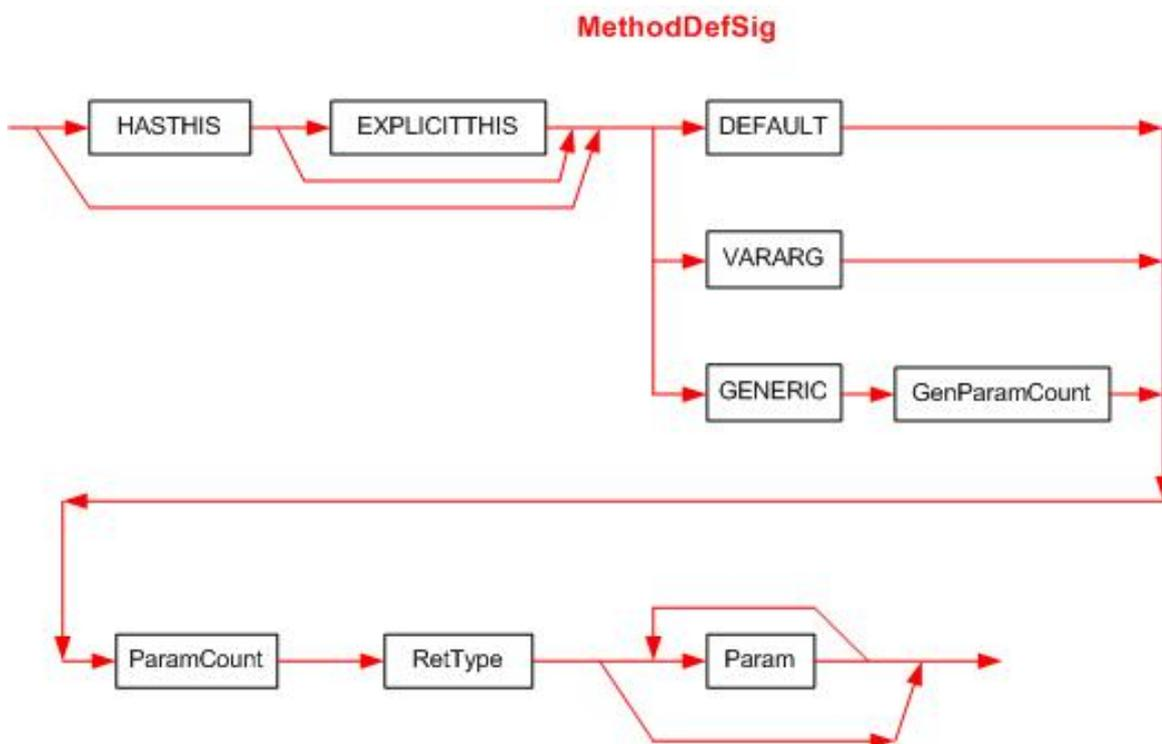 MethodDefSig
HASTHIS
EXPLICITTHIS
DEFAULT
VARARG
GENERIC
GenParamCount
ParamCount
RetType
Param